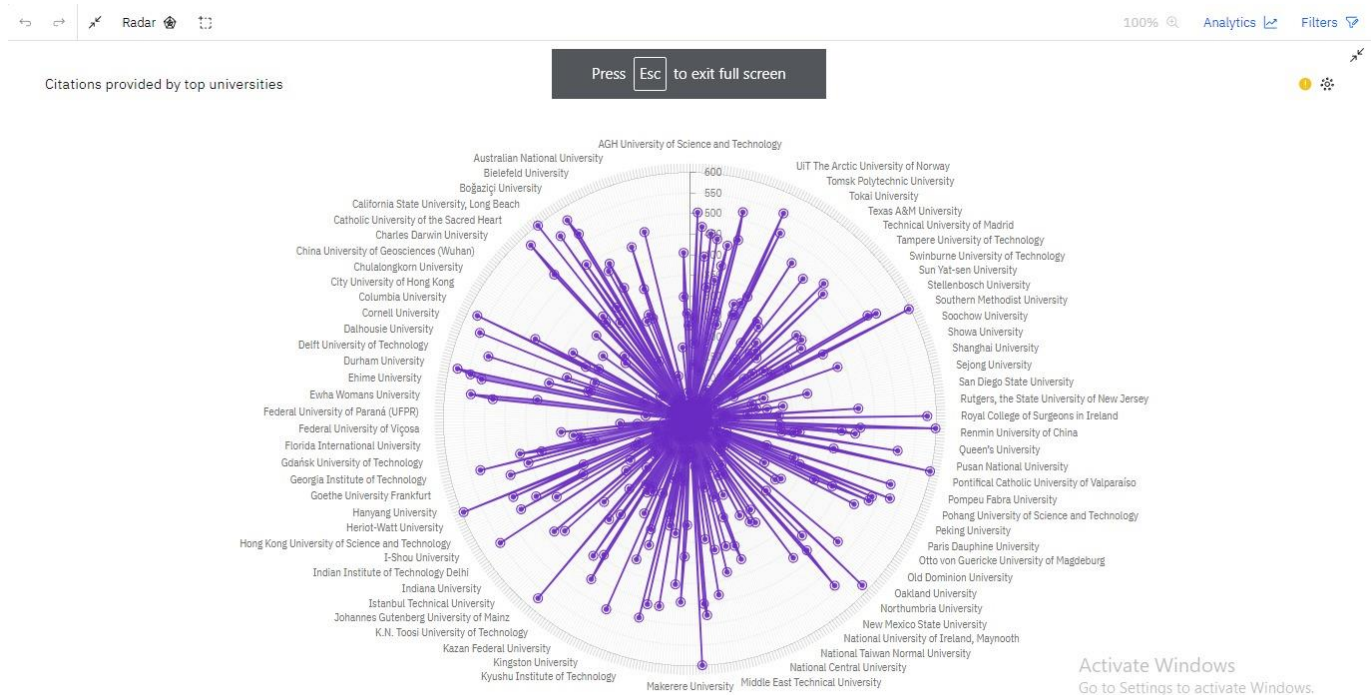 Radar
100%
Analytics
Filters
Press Esc to exit full screen
Citations provided by top universities
AGH University of Science and Technology
UiT The Arctic University of Norway
Tomsk Polytechnic University
Tokai University
Texas A&M University
Technical University of Madrid
Tampere University of Technology
Swinburne University of Technology
Sun Yat-sen University
Stellenbosch University
Southern Methodist University
Soochow University
Showa University
Shanghai University
Sejong University
San Diego State University
Rutgers, the State University of New Jersey
Royal College of Surgeons in Ireland
Renmin University of China
Queen's University
Pusan National University
Pontifical Catholic University of Valparaíso
Pompeu Fabra University
Pohang University of Science and Technology
Peking University
Paris Dauphine University
Otto von Guericke University of Magdeburg
Old Dominion University
Oakland University
Northumbria University
New Mexico State University
National University of Ireland, Maynooth
National Taiwan Normal University
National Central University
Middle East Technical University
Makerere University
Kyushu Institute of Technology
Kingston University
Kazan Federal University
K.N. Toosi University of Technology
Johannes Gutenberg University of Mainz
Istanbul Technical University
Indiana University
Indian Institute of Technology Delhi
I-Shou University
Hong Kong University of Science and Technology
Heriot-Watt University
Hanyang University
Goethe University Frankfurt
Georgia Institute of Technology
Gdańsk University of Technology
Florida International University
Federal University of Viçosa
Federal University of Paraná (UFPR)
Ewha Womans University
Ehime University
Durham University
Delft University of Technology
Dalhousie University
Cornell University
Columbia University
City University of Hong Kong
Chulalongkorn University
China University of Geosciences (Wuhan)
Charles Darwin University
Catholic University of the Sacred Heart
California State University, Long Beach
Boğaziçi University
Bielefeld University
Australian National University
600
550
500
Activate Windows
Go to Settings to activate Windows.